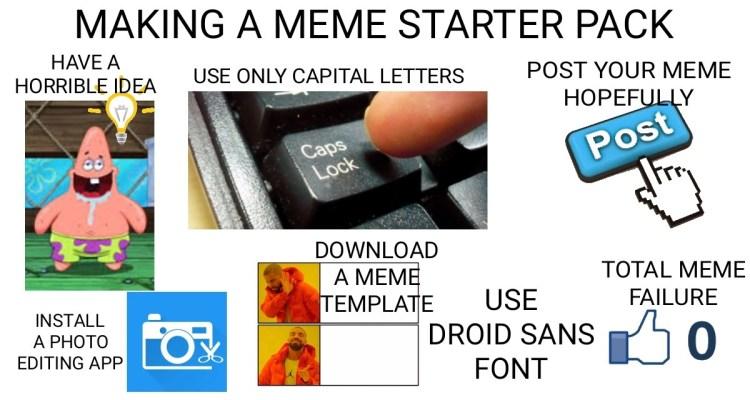 MAKING A MEME STARTER PACK
HAVE A
HORRIBLE IDEA
USE ONLY CAPITAL LETTERS
Caps
Lock
POST YOUR MEME
HOPEFULLY
Post
INSTALL
A PHOTO
EDITING APP
DOWNLOAD
A MEME
TEMPLATE
USE
DROID SANS
FONT
TOTAL MEME
FAILURE
0